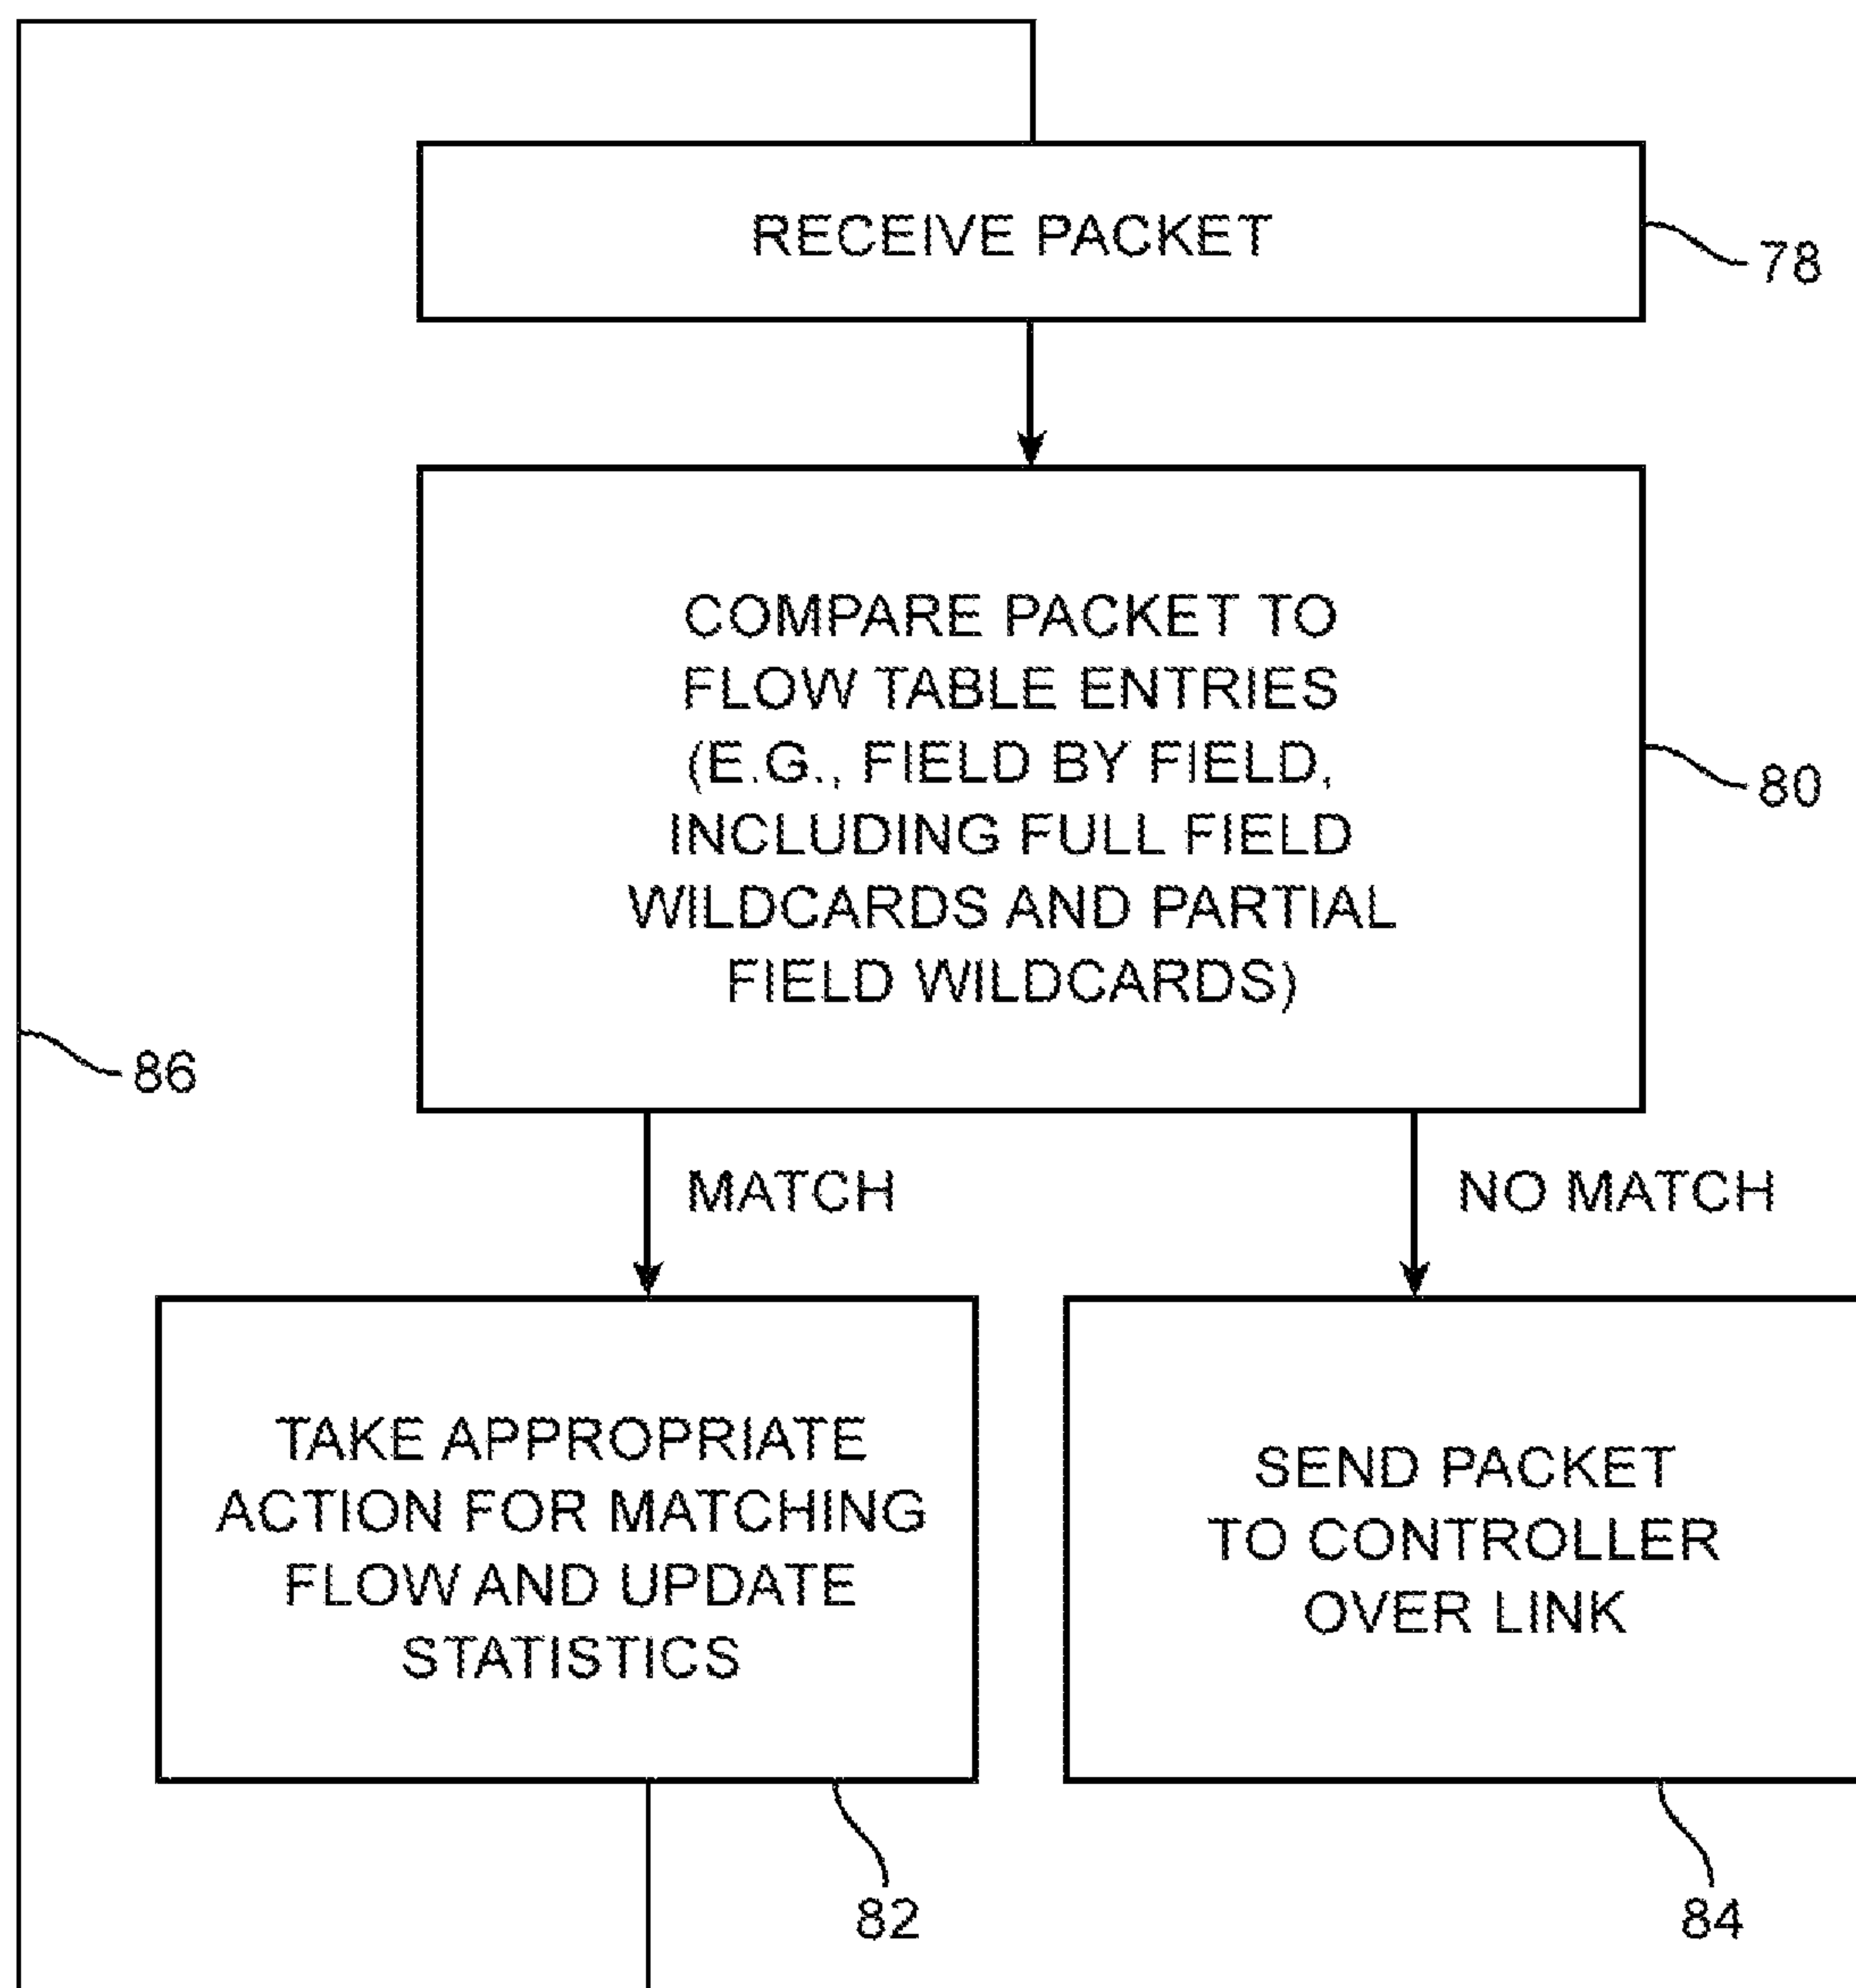 RECEIVE PACKET
78
COMPARE PACKET TO
FLOW TABLE ENTRIES
(E.G., FIELD BY FIELD,
INCLUDING FULL FIELD
WILDCARDS AND PARTIAL
FIELD WILDCARDS)
80
86
MATCH
NO MATCH
TAKE APPROPRIATE
ACTION FOR MATCHING
FLOW AND UPDATE
STATISTICS
SEND PACKET
TO CONTROLLER
OVER LINK
82
84